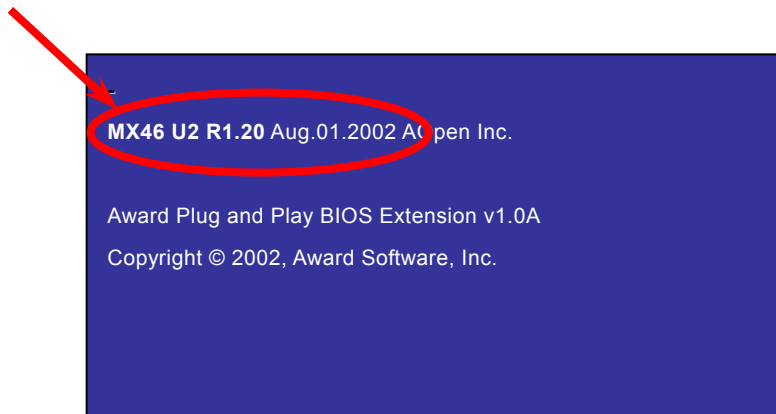 MX46 U2 R1.20 Aug.01.2002 AOpen Inc.
Award Plug and Play BIOS Extension v1.0A
Copyright © 2002, Award Software, Inc.